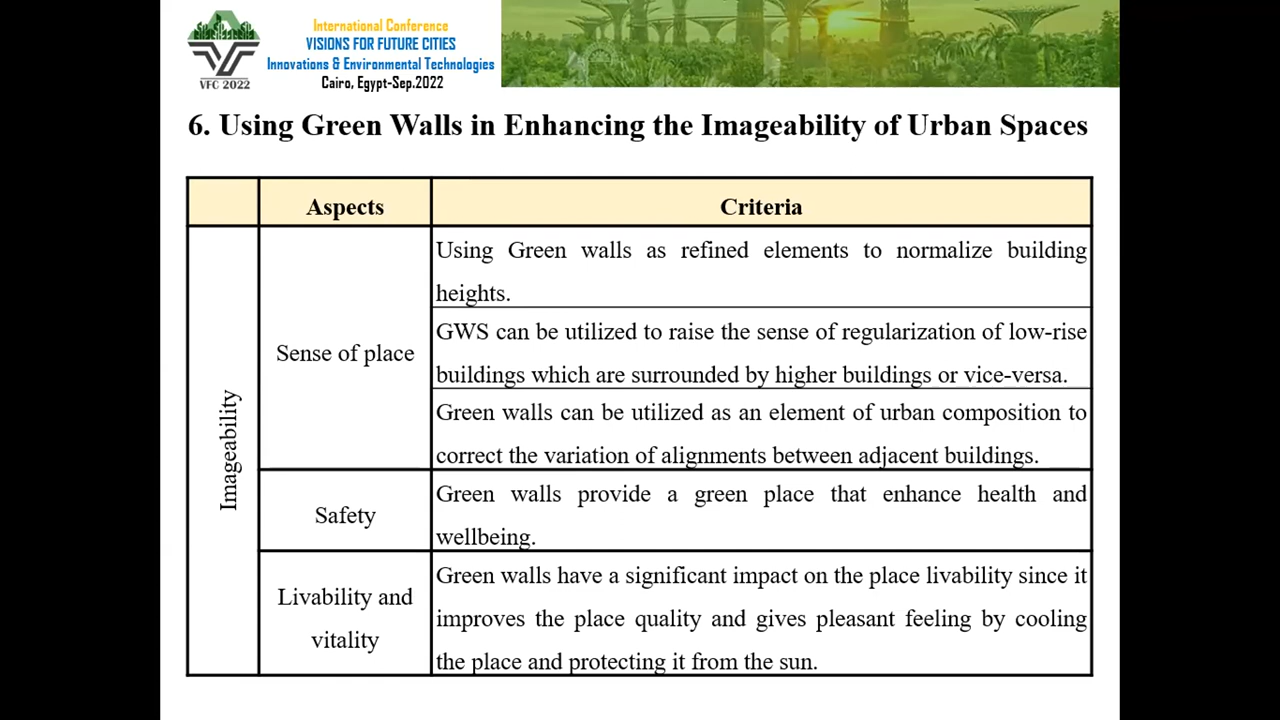 VFC 2022
International Conference
VISIONS FOR FUTURE CITIES
Innovations & Environmental Technologies
Cairo, Egypt-Sep.2022
6. Using Green Walls in Enhancing the Imageability of Urban Spaces
Aspects
Criteria
Imageability
Sense of place
Using Green walls as refined elements to normalize building
heights.
GWS can be utilized to raise the sense of regularization of low-rise
buildings which are surrounded by higher buildings or vice-versa.
Green walls can be utilized as an element of urban composition to
correct the variation of alignments between adjacent buildings.
Safety
Green walls provide a green place that enhance health and
wellbeing.
Livability and
vitality
Green walls have a significant impact on the place livability since it
improves the place quality and gives pleasant feeling by cooling
the place and protecting it from the sun.